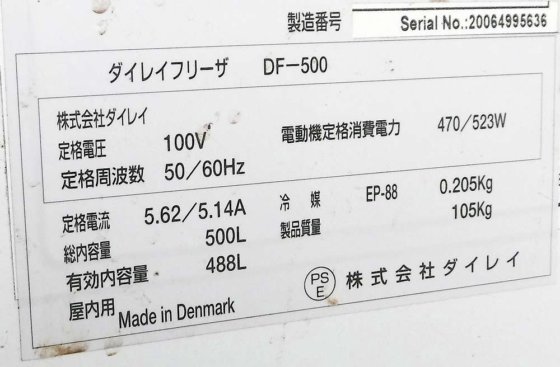 製造番号 Serial No.:20064995636
ダイレイフリーザ DF-500
株式会社ダイレイ
定格電圧 100V 電動機定格消費電力 470/523W
定格周波数 50/60Hz
定格電流 5.62/5.14A 冷媒 EP-88 0.205Kg
総内容量 500L 製品質量 105Kg
有効内容量 488L
屋内用 Made in Denmark
PSE 株式会社ダイレイ